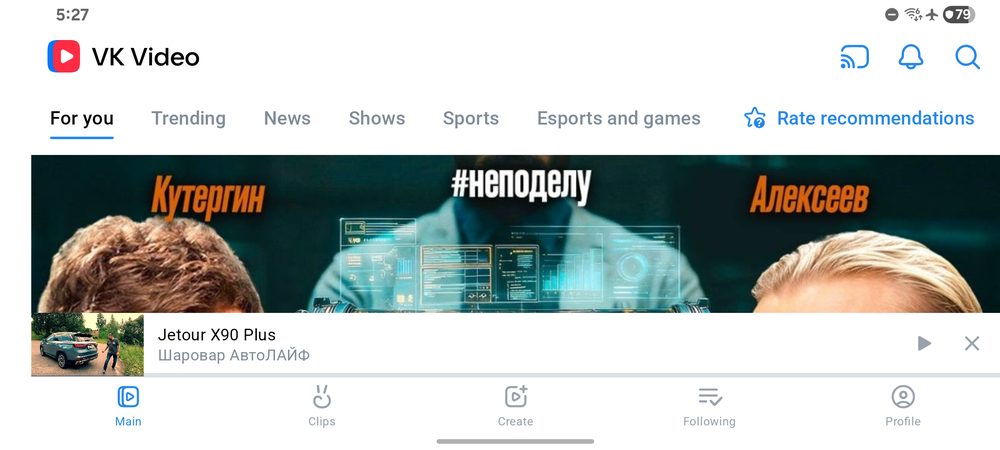 5:27
79
VK Video
For you
Trending
News
Shows
Sports
Esports and games
Rate recommendations
Кутергин
#неподелу
Алексеев
Jetour X90 Plus
Шаровар АвтоЛАЙФ
Main
Clips
Create
Following
Profile